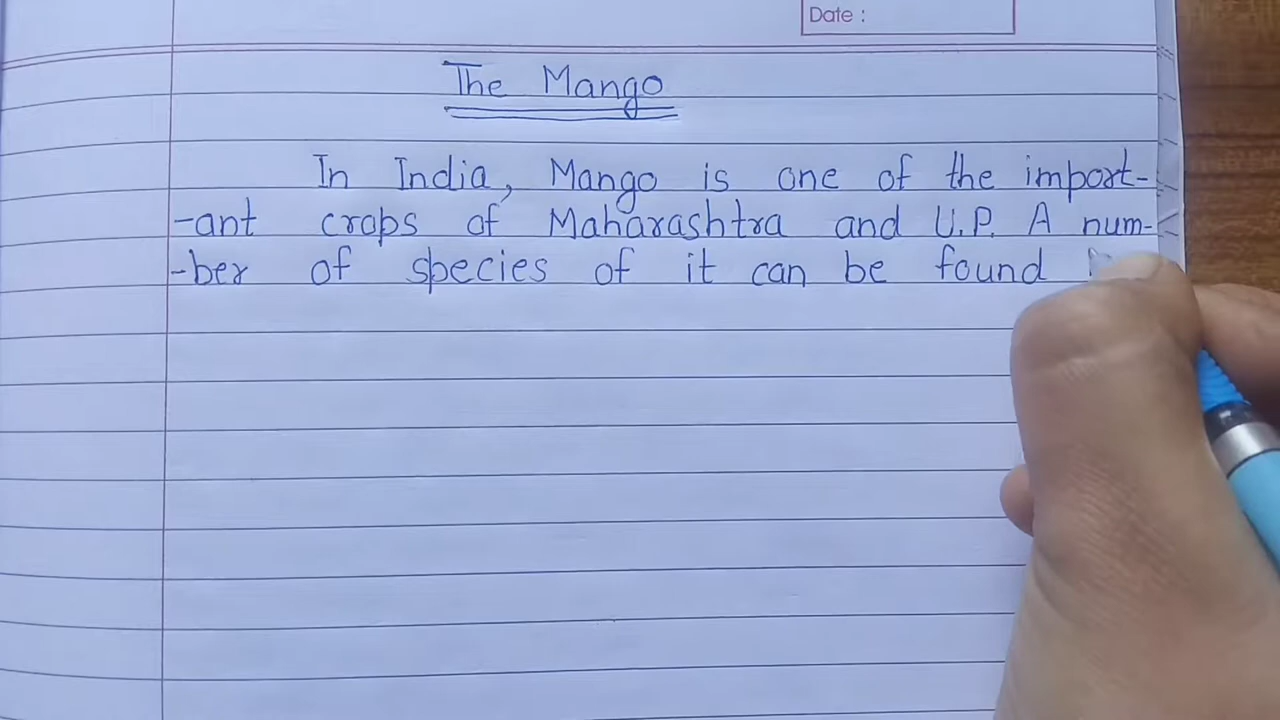 Date :
The Mango
In India, Mango is one of the import-
-ant crops of Maharashtra and U.P. A num-
-ber of species of it can be found